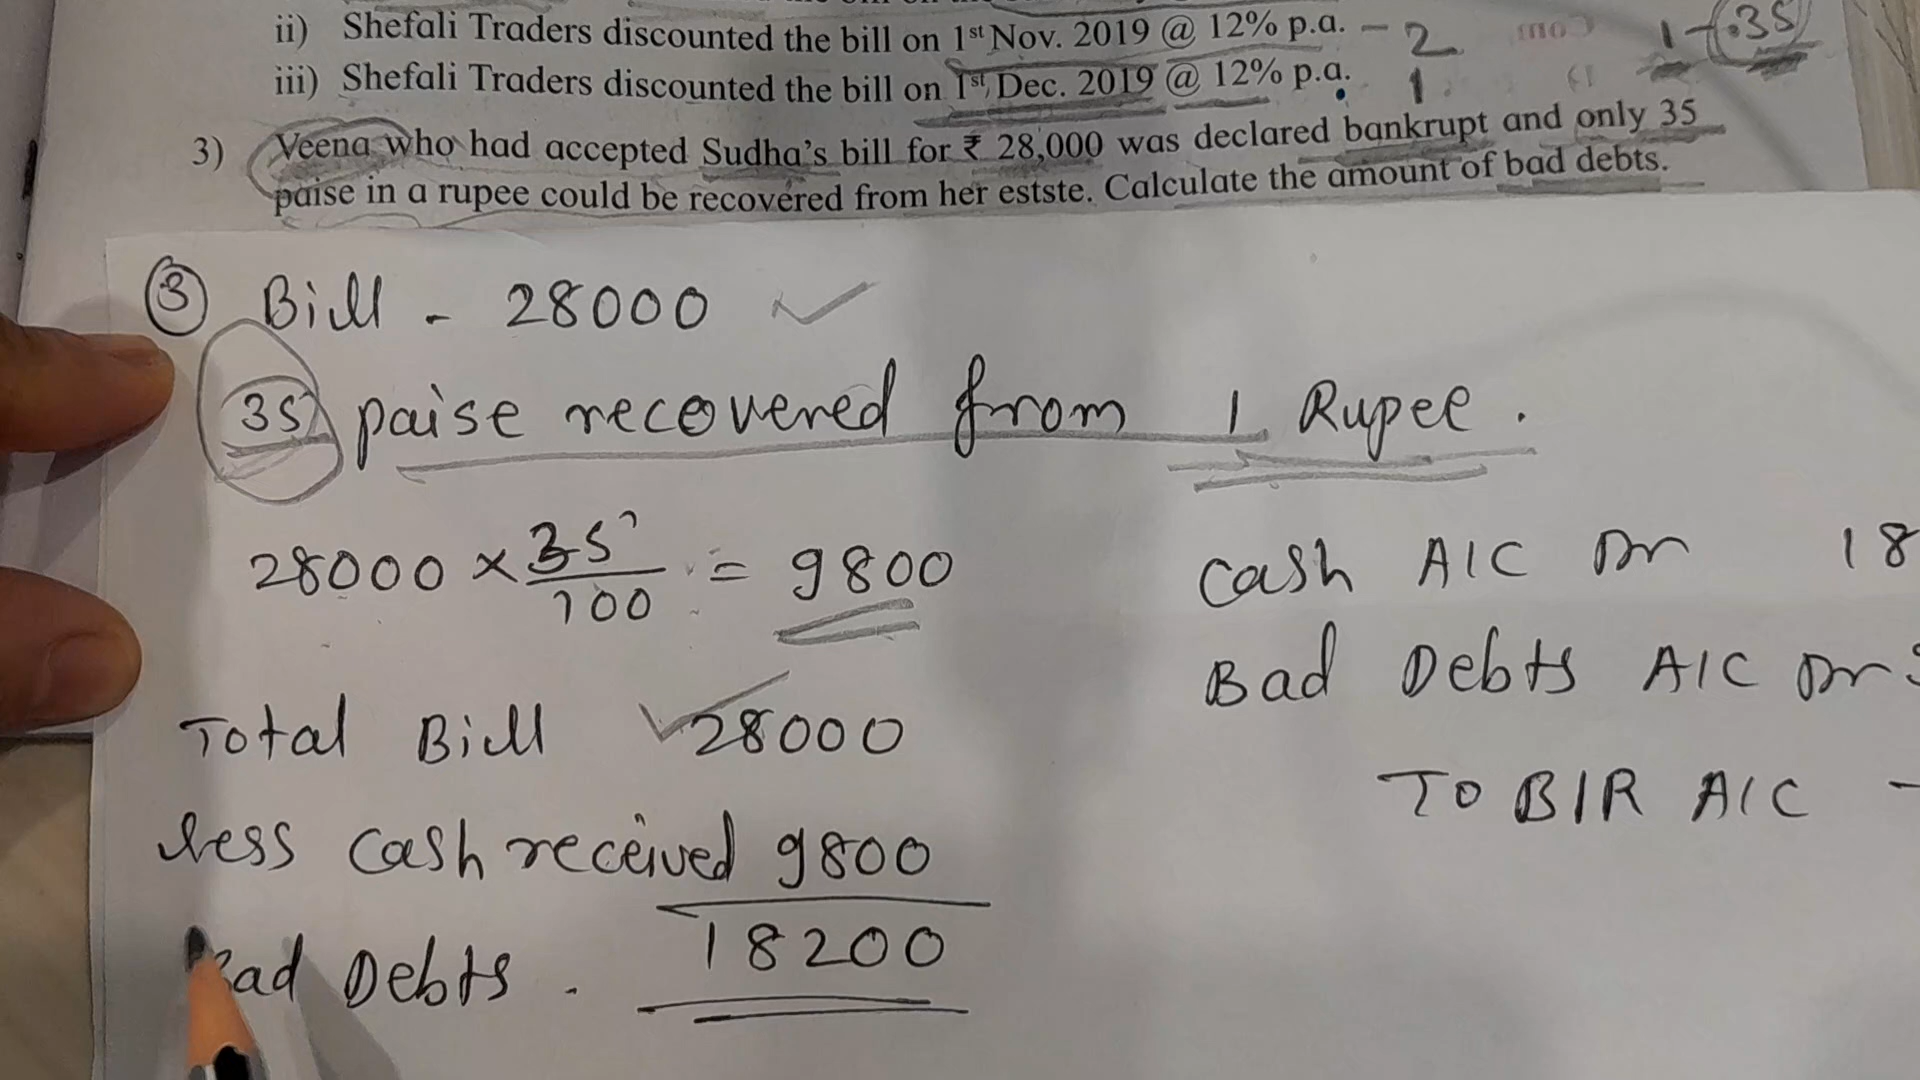 ii) Shefali Traders discounted the bill on 1st Nov. 2019 @ 12% p.a. - 2
1 - .35
iii) Shefali Traders discounted the bill on 1st Dec. 2019 @ 12% p.a. 1
3) Veena who had accepted Sudha's bill for ₹ 28,000 was declared bankrupt and only 35
paise in a rupee could be recovered from her estste. Calculate the amount of bad debts.
③ Bill - 28000 ✓
35 paise recovered from 1 Rupee.
28000 × 35/100 = 9800
Total Bill ✓28000
less cash received 9800
Bad Debts. 18200
Cash A/C Dr 18
Bad Debts A/C Dr
To B/R A/C -